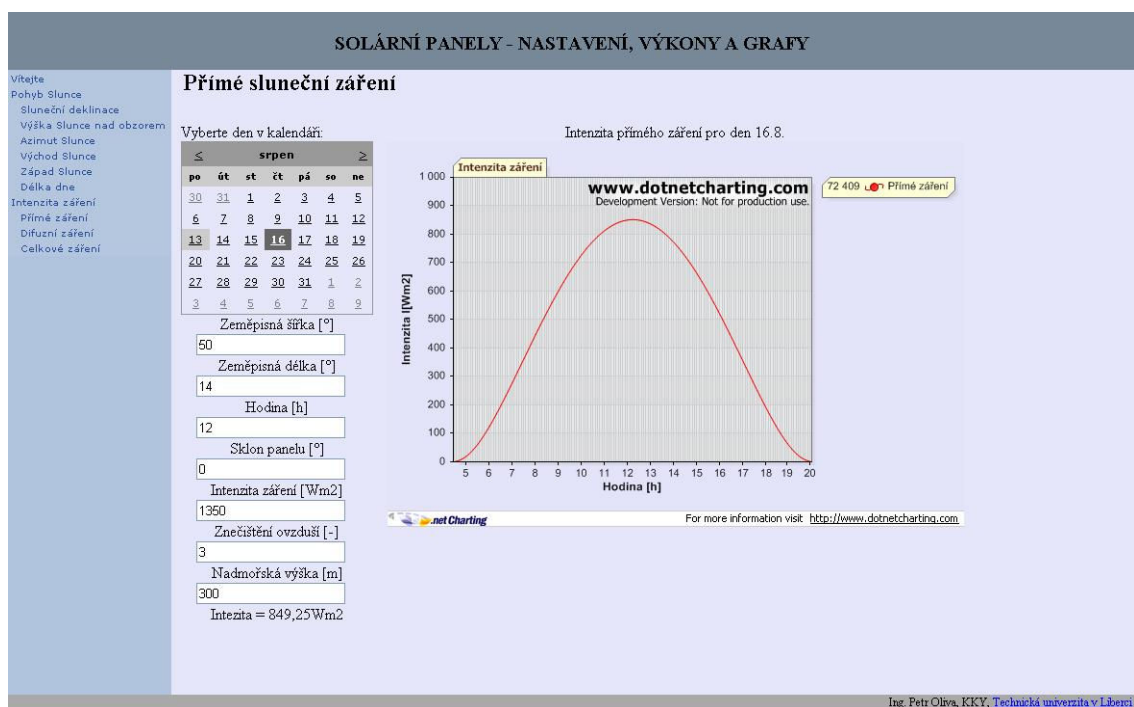 SOLÁRNÍ PANELY - NASTAVENÍ, VÝKONY A GRAFY
Vítejte
Pohyb Slunce
Sluneční deklinace
Výška Slunce nad obzorem
Azimut Slunce
Východ Slunce
Západ Slunce
Délka dne
Intenzita záření
Přímé záření
Difuzní záření
Celkové záření
Přímé sluneční záření
Vyberte den v kalendáři:
< srpen >
po út st čt pá so ne
30 31 1 2 3 4 5
6 7 8 9 10 11 12
13 14 15 16 17 18 19
20 21 22 23 24 25 26
27 28 29 30 31 1 2
3 4 5 6 7 8 9
Zeměpisná šířka [°]
50
Zeměpisná délka [°]
14
Hodina [h]
12
Sklon panelu [°]
0
Intenzita záření [Wm2]
1350
Znečištění ovzduší [-]
3
Nadmořská výška [m]
300
Intezita = 849,25Wm2
Intenzita přímého záření pro den 16.8.
Intenzita záření
www.dotnetcharting.com
Development Version: Not for production use.
72 409 Přímé záření
Intenzita I[Wm2]
1 000
900
800
700
600
500
400
300
200
100
0
5 6 7 8 9 10 11 12 13 14 15 16 17 18 19 20
Hodina [h]
.net Charting
For more information visit http://www.dotnetcharting.com
Ing. Petr Oliva, KKY, Technická univerzita v Liberci